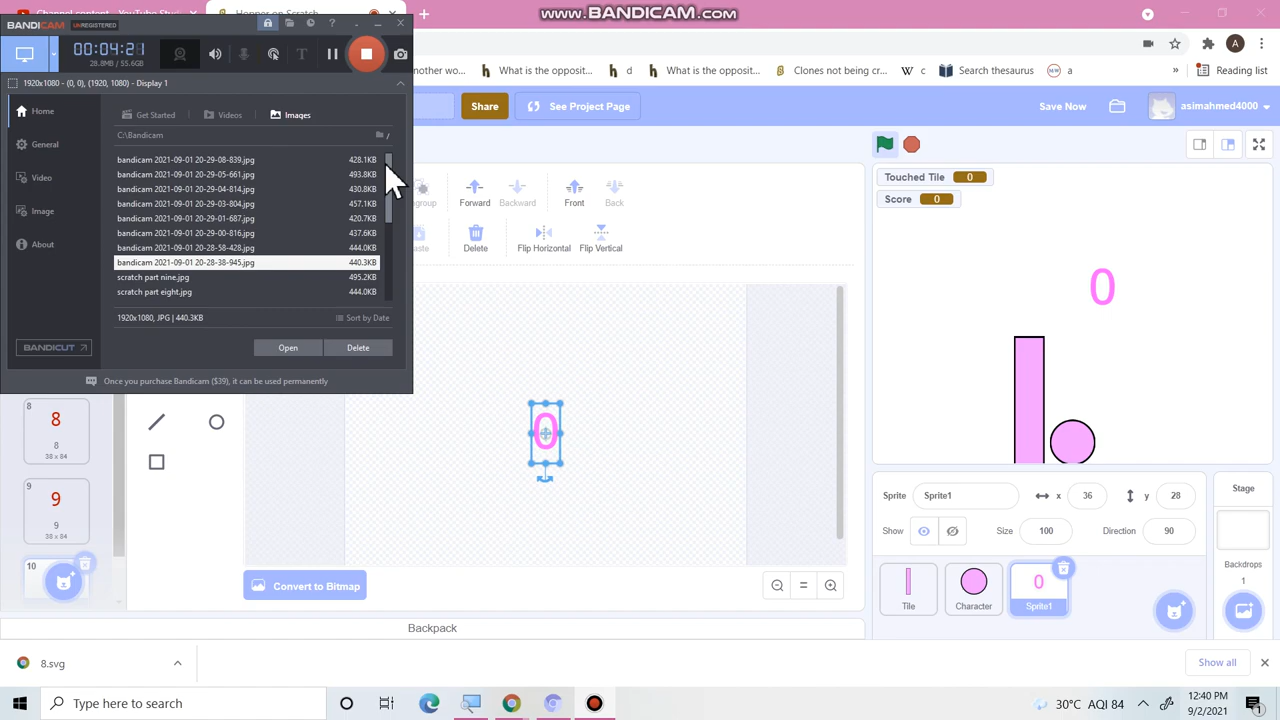 Hopper on Scratch
www.BANDICAM.com
BANDICAM UNREGISTERED
00:04:21
28.8MB / 55.6GB
1920x1080 - (0, 0), (1920, 1080) - Display 1
Home
General
Video
Image
About
BANDICUT
Get Started Videos Images
C:\Bandicam
bandicam 2021-09-01 20-29-08-839.jpg 428.1KB
bandicam 2021-09-01 20-29-05-661.jpg 493.8KB
bandicam 2021-09-01 20-29-04-814.jpg 430.8KB
bandicam 2021-09-01 20-29-03-804.jpg 457.1KB
bandicam 2021-09-01 20-29-01-687.jpg 420.7KB
bandicam 2021-09-01 20-29-00-816.jpg 437.6KB
bandicam 2021-09-01 20-28-58-428.jpg 444.0KB
bandicam 2021-09-01 20-28-38-945.jpg 440.3KB
scratch part nine.jpg 495.2KB
scratch part eight.jpg 444.0KB
1920x1080, JPG | 440.3KB Sort by Date
Open Delete
Once you purchase Bandicam ($39), it can be used permanently
A
another wo... What is the opposit... d What is the opposit... Clones not being cr... c Search thesaurus a » Reading list
Share See Project Page Save Now asimahmed4000
Forward Backward Front Back
Delete Flip Horizontal Flip Vertical
8
8
8
38 x 84
9
9
9
38 x 84
10
0
Convert to Bitmap
Touched Tile 0
Score 0
0
Sprite Sprite1 x 36 y 28
Show Size 100 Direction 90
Tile Character 0 Sprite1
Stage
Backdrops
1
Backpack
8.svg Show all
Type here to search
30°C AQI 84
12:40 PM
9/2/2021
1